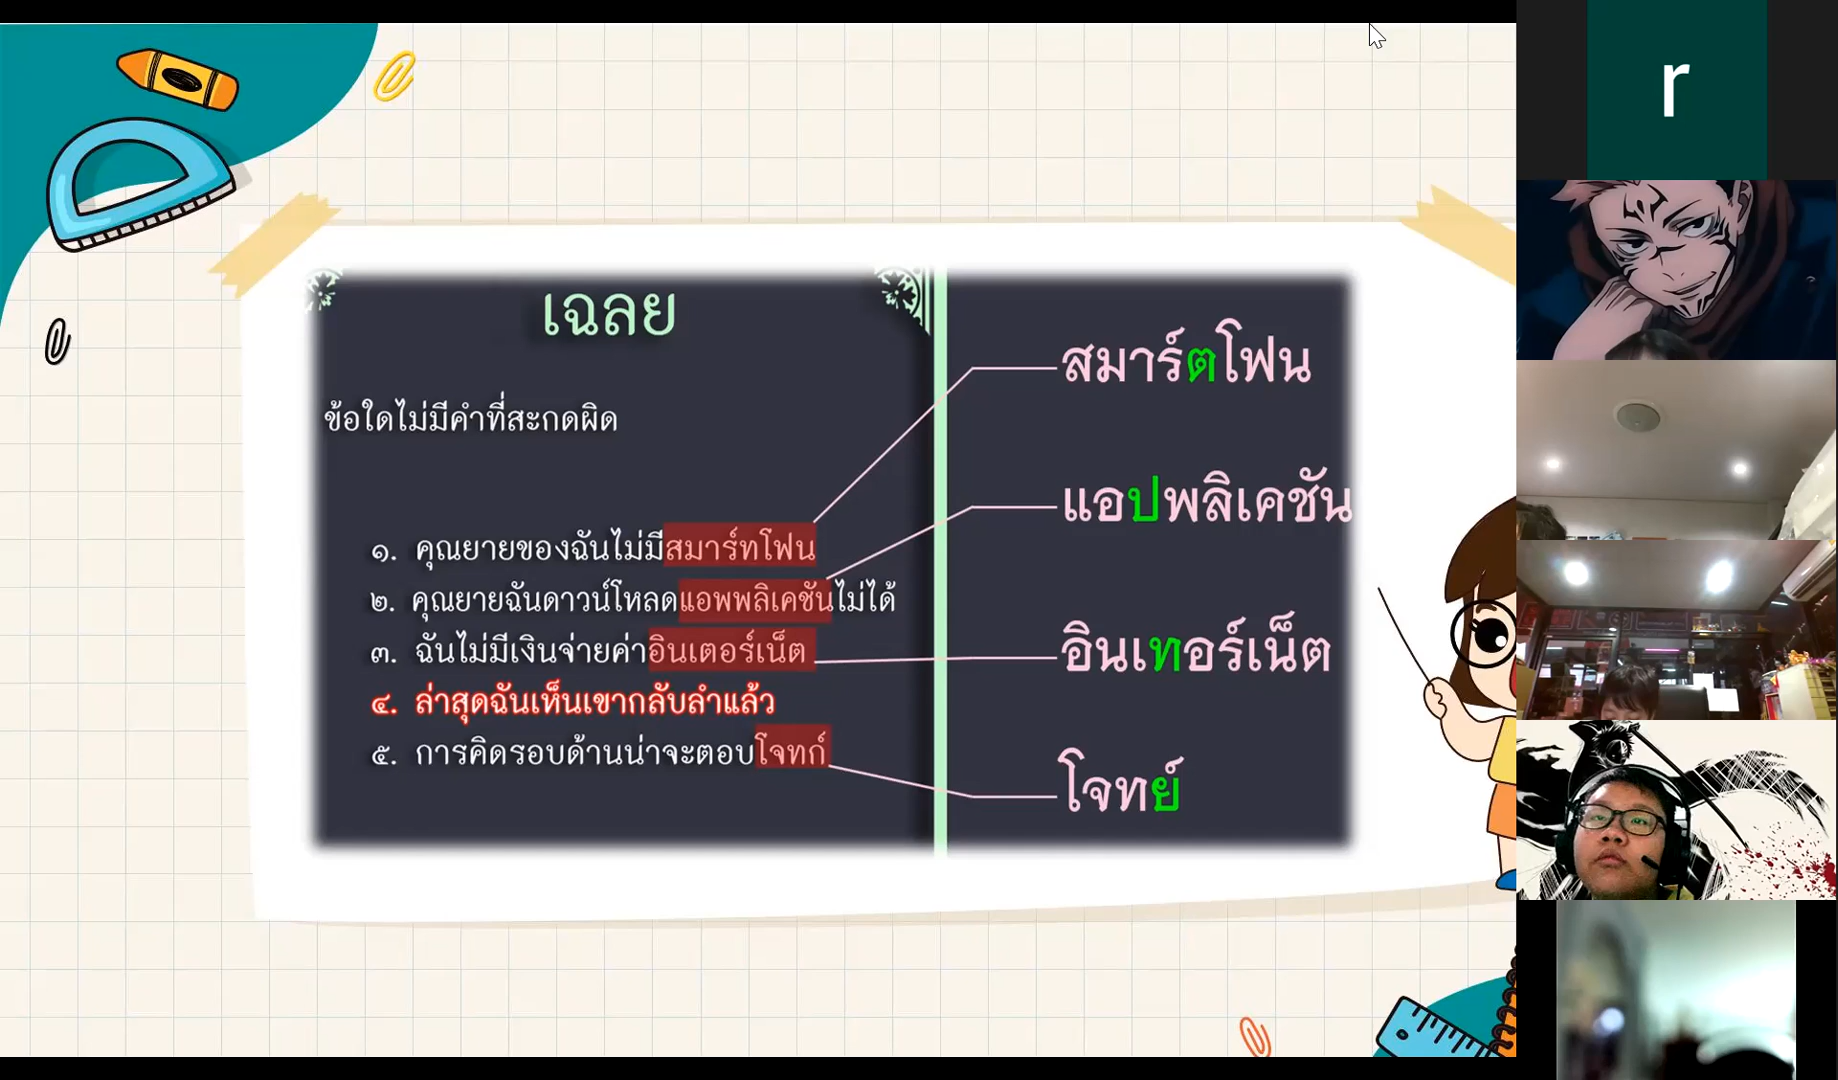 เฉลย
ข้อใดไม่มีคำที่สะกดผิด
๑. คุณยายของฉันไม่มีสมาร์ทโฟน
๒. คุณยายฉันดาวน์โหลดแอพพลิเคชันไม่ได้
๓. ฉันไม่มีเงินจ่ายค่าอินเตอร์เน็ต
๔. ล่าสุดฉันเห็นเขากลับลำแล้ว
๕. การคิดรอบด้านน่าจะตอบโจทก์
สมาร์ตโฟน
แอปพลิเคชัน
อินเทอร์เน็ต
โจทย์
r